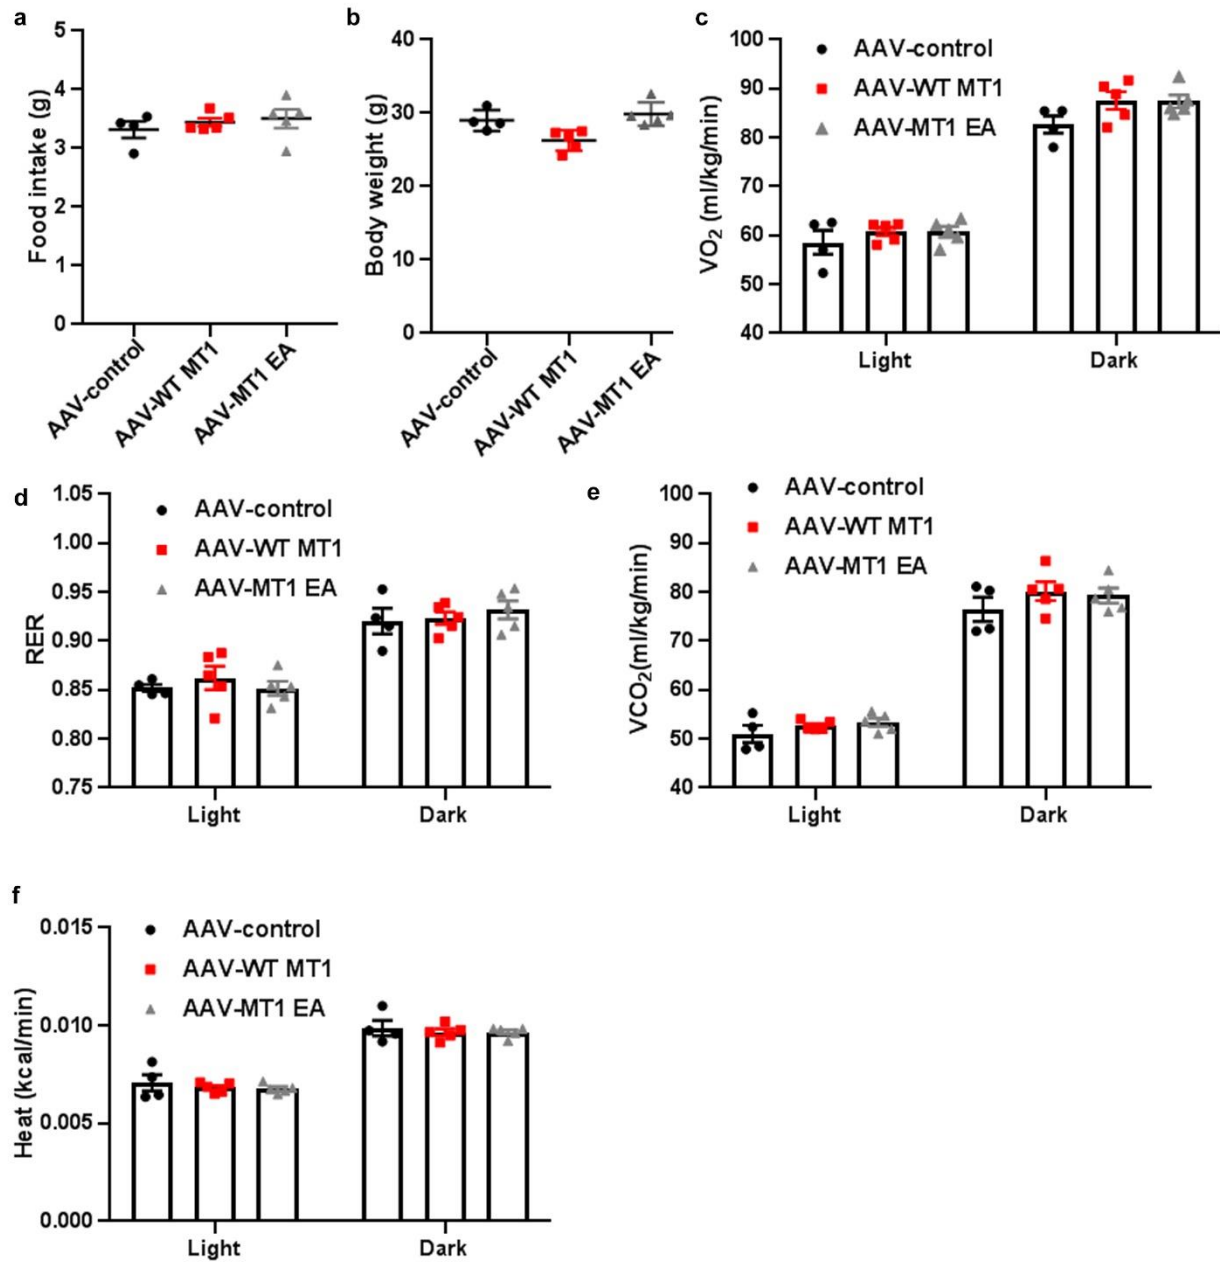 a
Food intake (g)
5
4
3
2
1
0
AAV-control
AAV-WT MT1
AAV-MT1 EA
b
Body weight (g)
40
30
20
10
0
AAV-control
AAV-WT MT1
AAV-MT1 EA
c
VO₂ (ml/kg/min)
100
90
80
70
60
50
40
AAV-control
AAV-WT MT1
AAV-MT1 EA
Light
Dark
d
RER
1.05
1.00
0.95
0.90
0.85
0.80
0.75
AAV-control
AAV-WT MT1
AAV-MT1 EA
Light
Dark
e
VCO₂(ml/kg/min)
100
90
80
70
60
50
40
AAV-control
AAV-WT MT1
AAV-MT1 EA
Light
Dark
f
Heat (kcal/min)
0.015
0.010
0.005
0.000
AAV-control
AAV-WT MT1
AAV-MT1 EA
Light
Dark